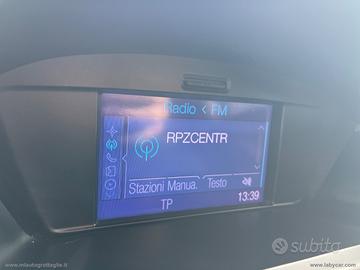 Radio < FM
RPZCENTR
Stazioni Manua. Testo
TP 13:39
subito
www.miautogrottaglie.it
www.labycar.com